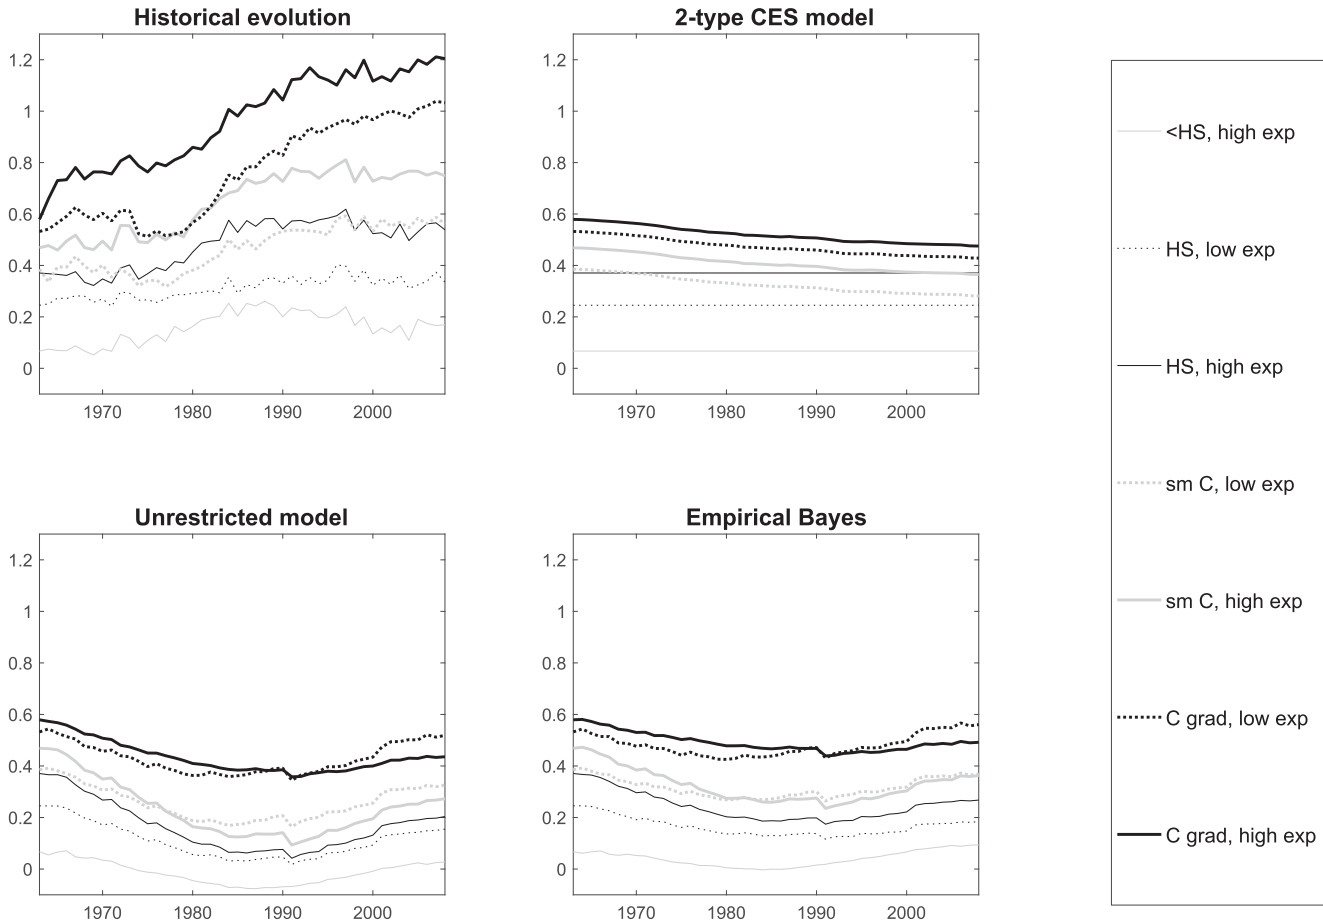 Historical evolution
1.2
1
0.8
0.6
0.4
0.2
0
1970 1980 1990 2000
2-type CES model
1.2
1
0.8
0.6
0.4
0.2
0
1970 1980 1990 2000
Unrestricted model
1.2
1
0.8
0.6
0.4
0.2
0
1970 1980 1990 2000
Empirical Bayes
1.2
1
0.8
0.6
0.4
0.2
0
1970 1980 1990 2000
<HS, high exp
HS, low exp
HS, high exp
sm C, low exp
sm C, high exp
C grad, low exp
C grad, high exp